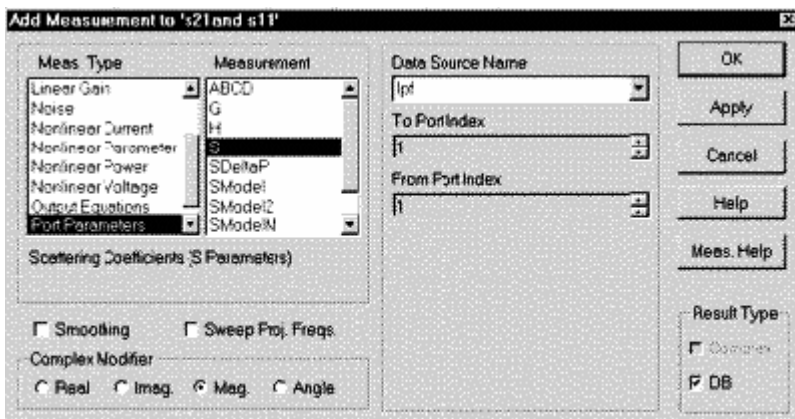 Add Measurement to 's21and s11'
Meas. Type
Linear Gain
Noise
Nonlinear Current
Nonlinear Parameter
Nonlinear Power
Nonlinear Voltage
Output Equations
Port Parameters
Measurement
ABCD
G
H
S
SDeltaP
SModel
SModel2
SModelN
Scattering Coefficients (S Parameters)
Smoothing
Sweep Proj. Freqs.
Complex Modifier
Real
Imag.
Mag.
Angle
Data Source Name
lpf
To Port Index
1
From Port Index
1
OK
Apply
Cancel
Help
Meas. Help
Result Type
Complex
DB